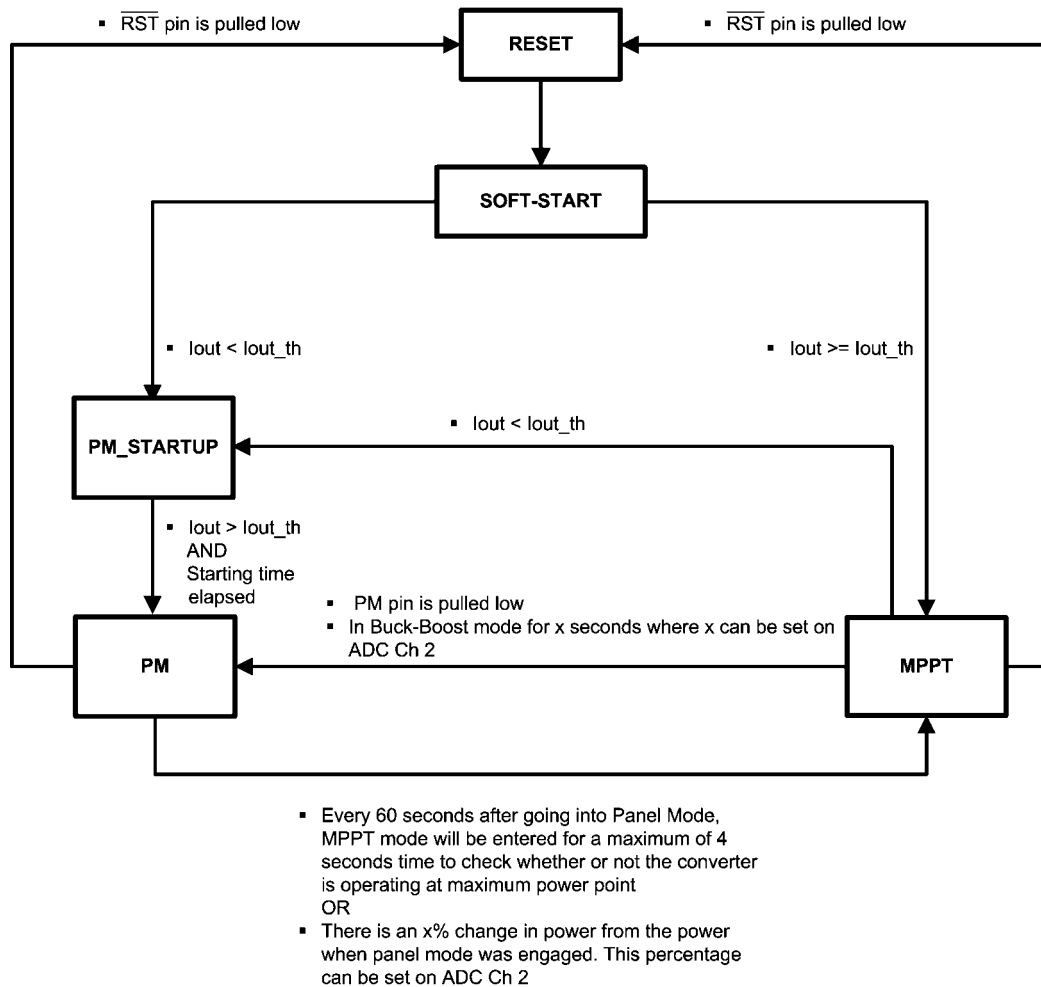 ▪ RST pin is pulled low
RESET
▪ RST pin is pulled low
SOFT-START
▪ Iout < Iout_th
▪ Iout >= Iout_th
PM_STARTUP
▪ Iout < Iout_th
▪ Iout > Iout_th
AND
Starting time
elapsed
▪ PM pin is pulled low
▪ In Buck-Boost mode for x seconds where x can be set on
ADC Ch 2
PM
MPPT
▪ Every 60 seconds after going into Panel Mode,
MPPT mode will be entered for a maximum of 4
seconds time to check whether or not the converter
is operating at maximum power point
OR
▪ There is an x% change in power from the power
when panel mode was engaged. This percentage
can be set on ADC Ch 2